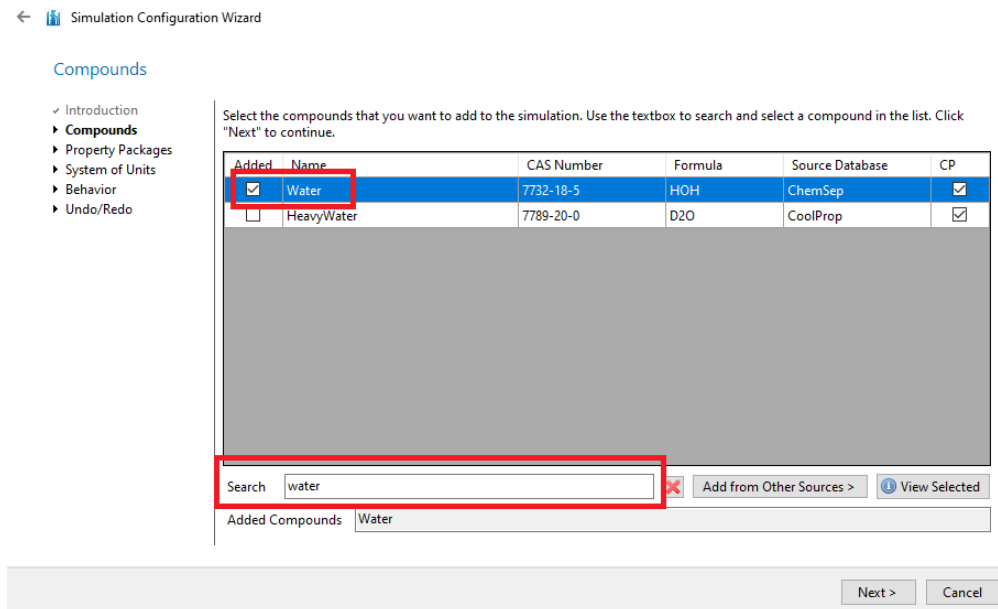 Simulation Configuration Wizard
Compounds
Introduction
Compounds
Property Packages
System of Units
Behavior
Undo/Redo
Select the compounds that you want to add to the simulation. Use the textbox to search and select a compound in the list. Click
"Next" to continue.
Added Name CAS Number Formula Source Database CP
Water 7732-18-5 HOH ChemSep
HeavyWater 7789-20-0 D2O CoolProp
Search water Add from Other Sources > View Selected
Added Compounds Water
Next > Cancel